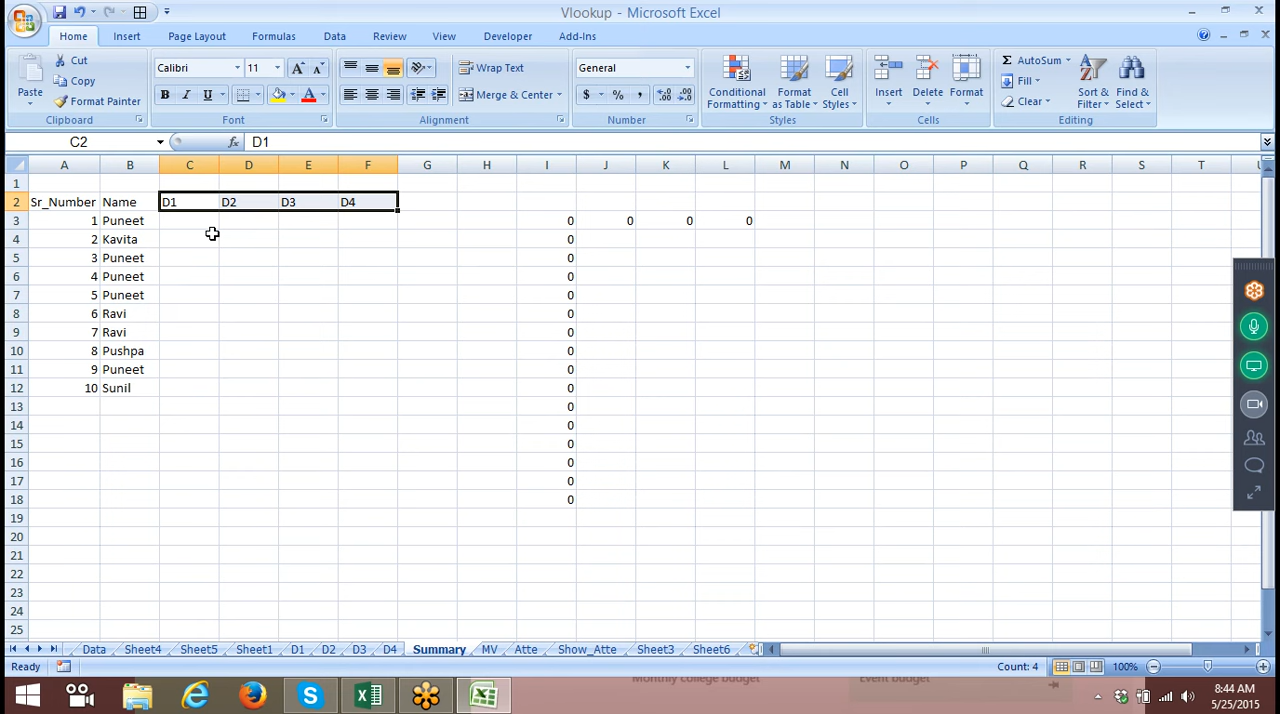 Vlookup - Microsoft Excel
Home Insert Page Layout Formulas Data Review View Developer Add-Ins
Paste Cut Copy Format Painter
Calibri 11 A A
B I U A
Wrap Text
Merge & Center
General
$ % ,
Conditional Formatting Format as Table Cell Styles
Insert Delete Format
Σ AutoSum Fill Clear
Sort & Filter Find & Select
Clipboard Font Alignment Number Styles Cells Editing
C2 fx D1
A B C D E F G H I J K L M N O P Q R S T U
1
2 Sr_Number Name D1 D2 D3 D4
3 1 Puneet 0 0 0 0
4 2 Kavita 0
5 3 Puneet 0
6 4 Puneet 0
7 5 Puneet 0
8 6 Ravi 0
9 7 Ravi 0
10 8 Pushpa 0
11 9 Puneet 0
12 10 Sunil 0
13 0
14 0
15 0
16 0
17 0
18 0
19
20
21
22
23
24
25
Data Sheet4 Sheet5 Sheet1 D1 D2 D3 D4 Summary MV Atte Show_Atte Sheet3 Sheet6
Ready Count: 4 100%
Monthly college budget Event budget
8:44 AM
5/25/2015